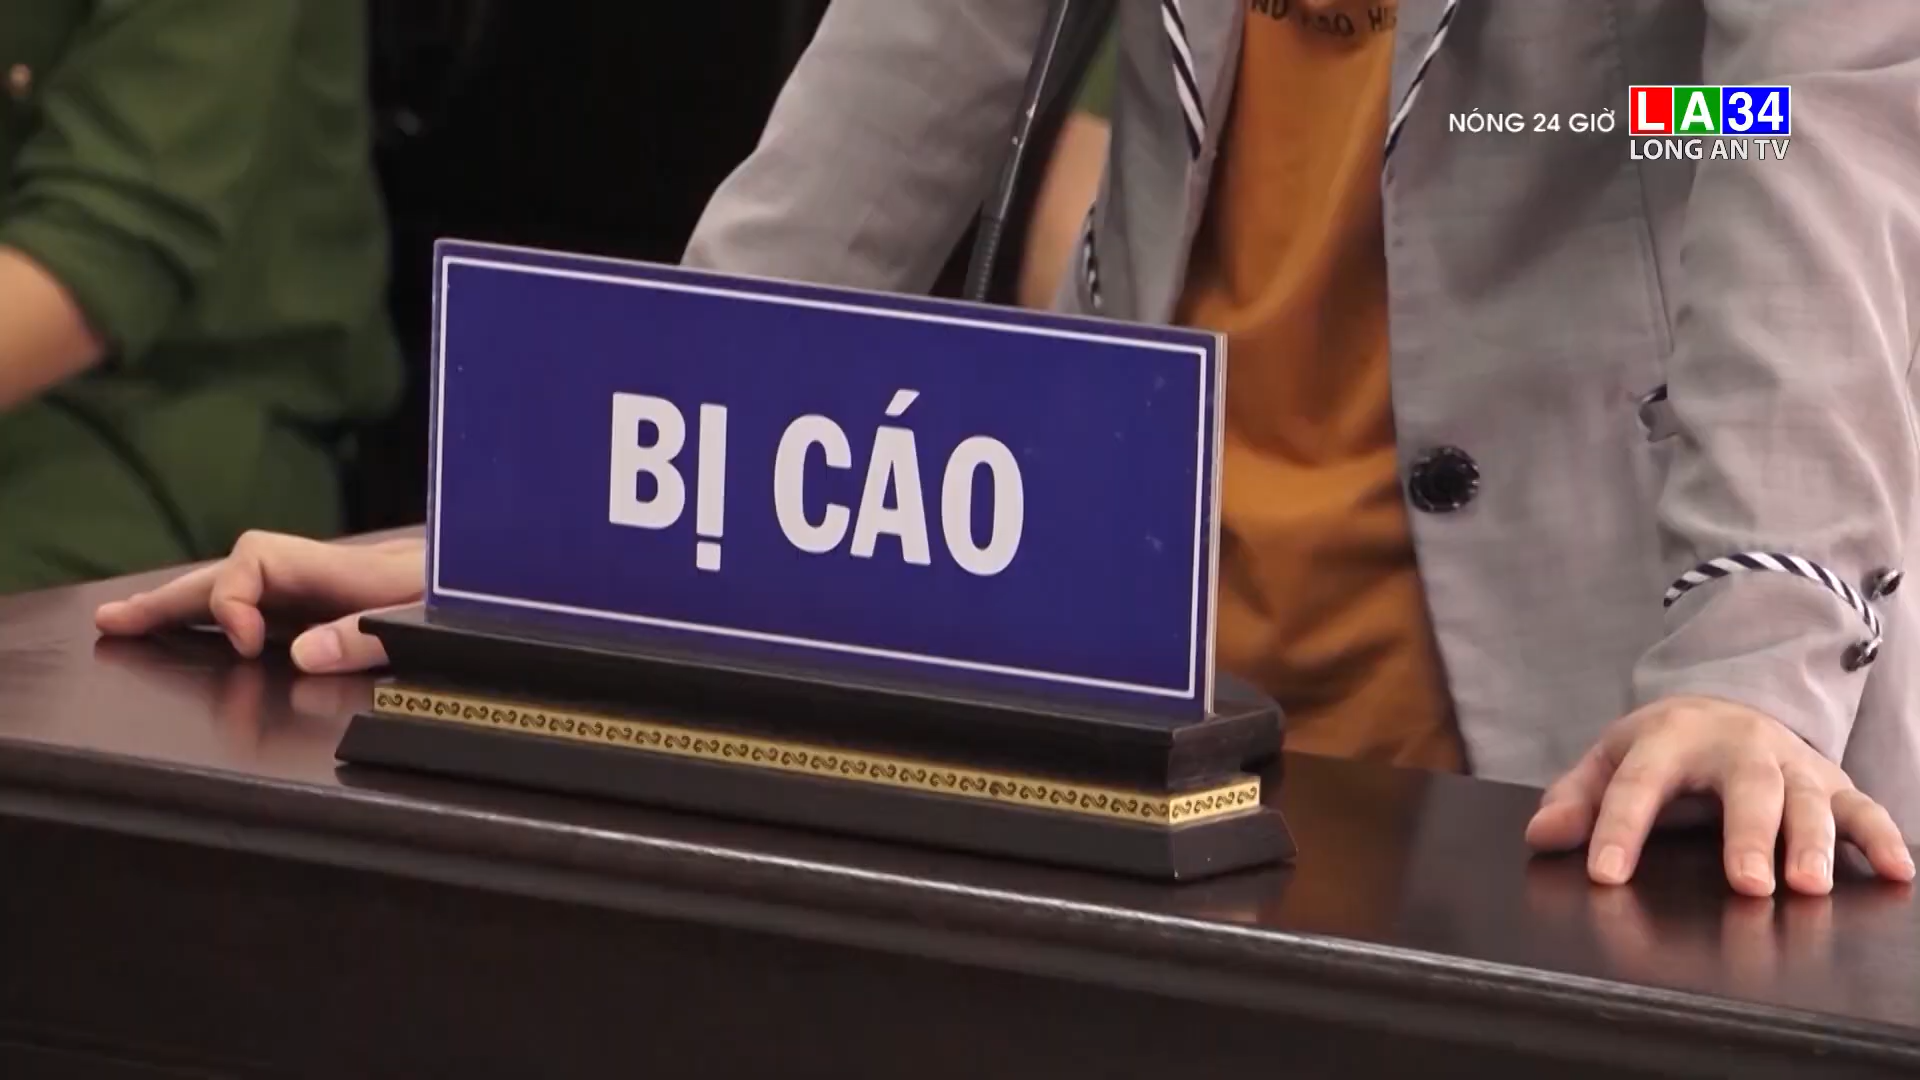 NÓNG 24 GIỜ
LA34
LONG AN TV
BỊ CÁO